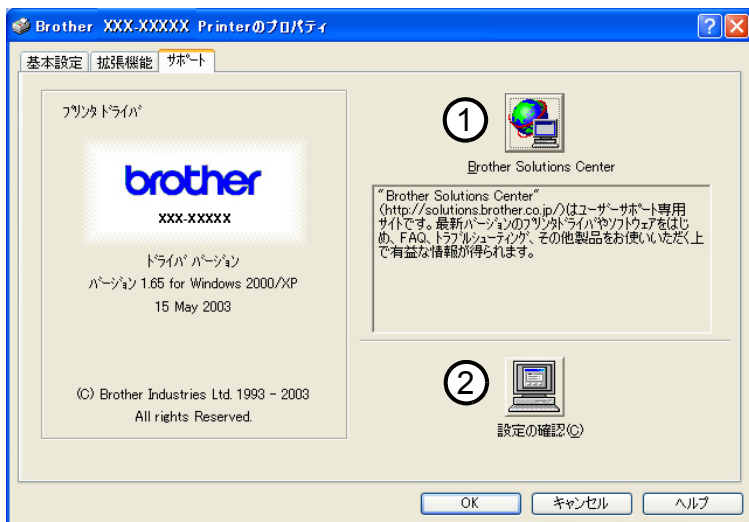 Brother XXX-XXXXX Printerのプロパティ
基本設定
拡張機能
ｻﾎﾟｰﾄ
ﾌﾟﾘﾝﾀ ﾄﾞﾗｲﾊﾞ
brother
XXX-XXXXX
ﾄﾞﾗｲﾊﾞ ﾊﾞｰｼﾞｮﾝ
ﾊﾞｰｼﾞｮﾝ 1.65 for Windows 2000/XP
15 May 2003
(C) Brother Industries Ltd. 1993 - 2003
All rights Reserved.
①
Brother Solutions Center
"Brother Solutions Center"
(http://solutions.brother.co.jp/)はﾕｰｻﾞｰｻﾎﾟｰﾄ専用
ｻｲﾄです。最新ﾊﾞｰｼﾞｮﾝのﾌﾟﾘﾝﾀﾄﾞﾗｲﾊﾞやｿﾌﾄｳｪｱをはじ
め、FAQ、ﾄﾗﾌﾞﾙｼｭｰﾃｨﾝｸﾞ、その他製品をお使いいただく上
で有益な情報が得られます。
②
設定の確認(C)
OK
キャンセル
ヘルプ